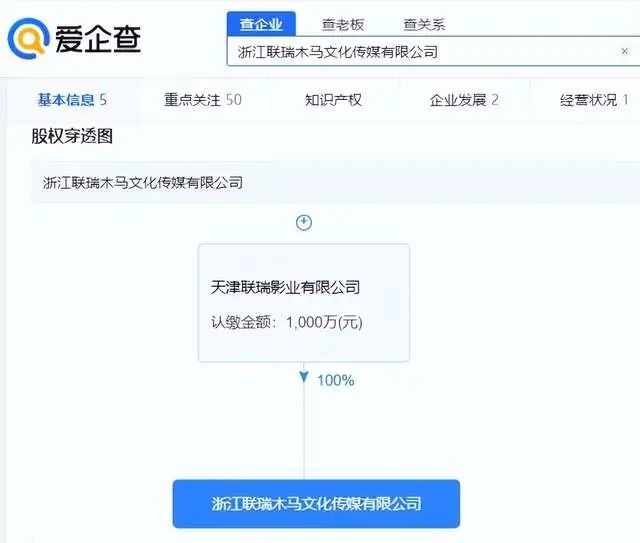 查企业 查老板 查关系
爱企查
浙江联瑞木马文化传媒有限公司 ×
基本信息 5 重点关注 50 知识产权 企业发展 2 经营状况 1
股权穿透图
浙江联瑞木马文化传媒有限公司
天津联瑞影业有限公司
认缴金额：1,000万(元)
100%
浙江联瑞木马文化传媒有限公司